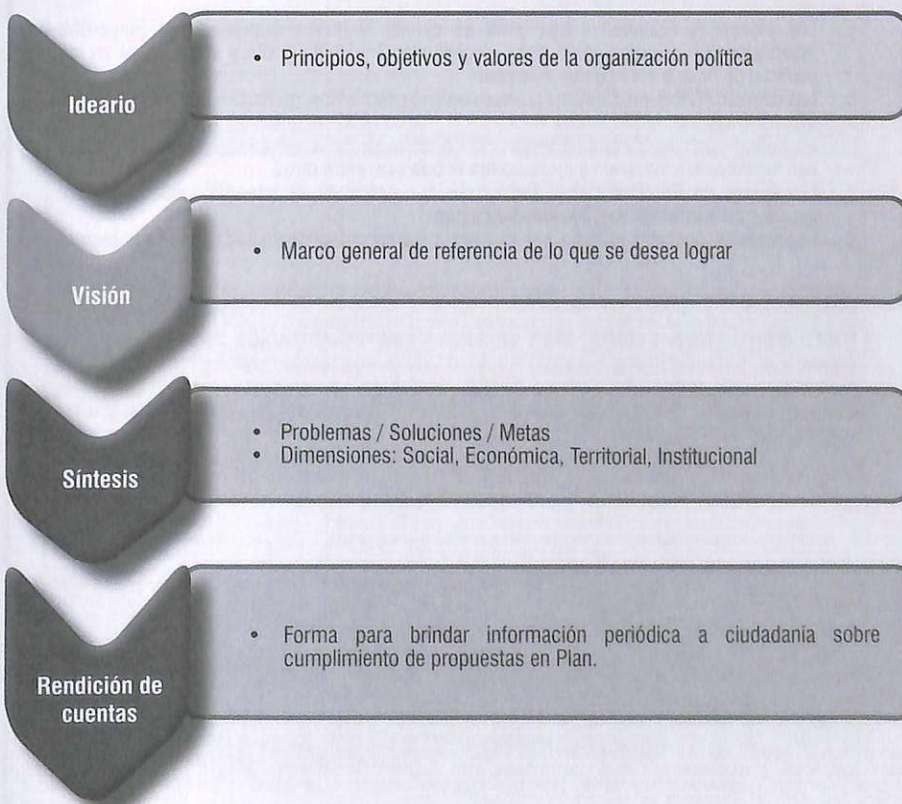 Ideario
• Principios, objetivos y valores de la organización política
Visión
• Marco general de referencia de lo que se desea lograr
Síntesis
• Problemas / Soluciones / Metas
• Dimensiones: Social, Económica, Territorial, Institucional
Rendición de
cuentas
• Forma para brindar información periódica a ciudadanía sobre
cumplimiento de propuestas en Plan.